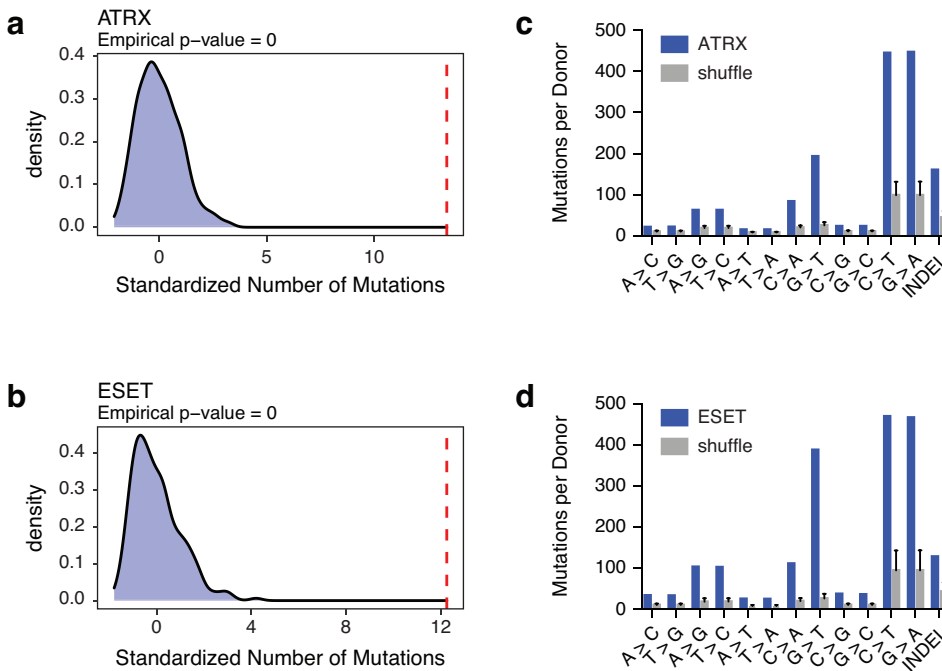 a
ATRX
Empirical p−value = 0
0.4
0.3
0.1
0.0
density
0
5
10
Standardized Number of Mutations
b
ESET
Empirical p−value = 0
0.4
0.3
0.2
0.1
0.0
density
0
4
8
12
Standardized Number of Mutations
c
ATRX
shuffle
500
400
200
100
0
Mutations per Donor
A>C
T>G
A>G
T>C
A>T
T>A
C>A
G>T
C>G
G>C
C>T
G>A
INDEL
d
ESET
shuffle
500
400
300
200
100
0
Mutations per Donor
A>C
T>G
A>G
T>C
A>T
T>A
C>A
G>T
C>G
G>C
C>T
G>A
INDEL